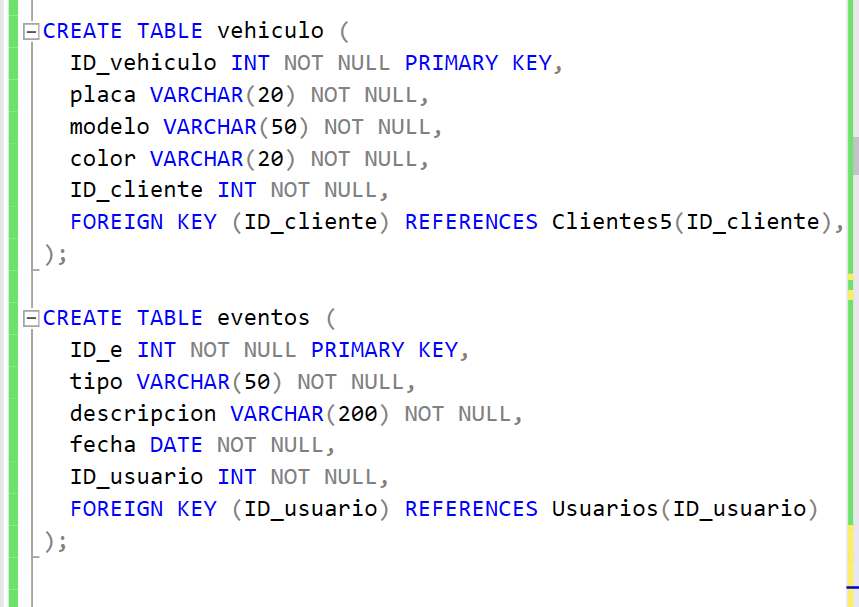 CREATE TABLE vehiculo (
ID_vehiculo INT NOT NULL PRIMARY KEY,
placa VARCHAR(20) NOT NULL,
modelo VARCHAR(50) NOT NULL,
color VARCHAR(20) NOT NULL,
ID_cliente INT NOT NULL,
FOREIGN KEY (ID_cliente) REFERENCES Clientes5(ID_cliente),
);
CREATE TABLE eventos (
ID_e INT NOT NULL PRIMARY KEY,
tipo VARCHAR(50) NOT NULL,
descripcion VARCHAR(200) NOT NULL,
fecha DATE NOT NULL,
ID_usuario INT NOT NULL,
FOREIGN KEY (ID_usuario) REFERENCES Usuarios(ID_usuario)
);